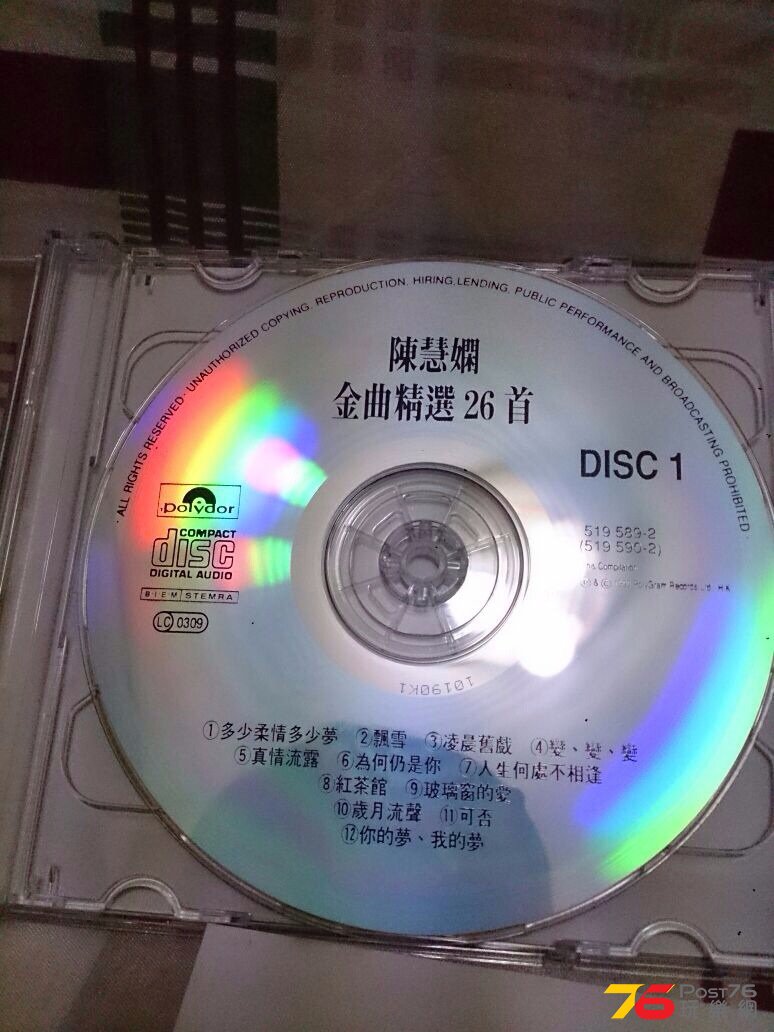 ALL RIGHTS RESERVED. UNAUTHORIZED COPYING. REPRODUCTION. HIRING, LENDING. PUBLIC PERFORMANCE AND BROADCASTING PROHIBITED
陳慧嫻
金曲精選 26 首
DISC 1
polydor
COMPACT
disc
DIGITAL AUDIO
BIEM STEMRA
LC 0309
519 589-2
(519 590-2)
Compilation
PolyGram Records Ltd.
10190K1
①多少柔情多少夢 ②飄雪 ③凌晨舊戲 ④變、變、變
⑤真情流露 ⑥為何仍是你 ⑦人生何處不相逢
⑧紅茶館 ⑨玻璃窗的愛
⑩歲月流聲 ⑪可否
⑫你的夢、我的夢
76 Post76
玩樂網